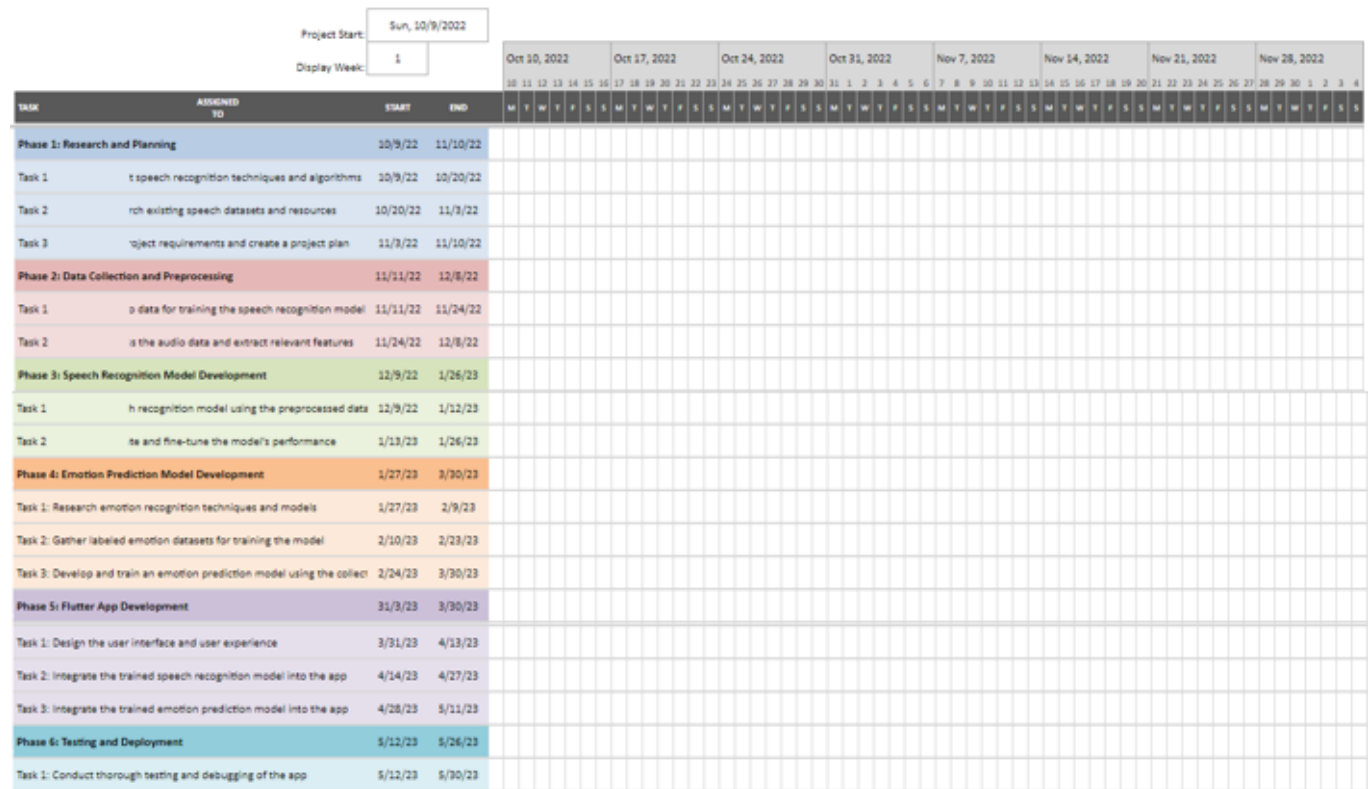 Project Start: Sun, 10/9/2022
Display Week: 1
Oct 10, 2022 Oct 17, 2022 Oct 24, 2022 Oct 31, 2022 Nov 7, 2022 Nov 14, 2022 Nov 21, 2022 Nov 28, 2022
10 11 12 13 14 15 16 17 18 19 20 21 22 23 24 25 26 27 28 29 30 31 1 2 3 4 5 6 7 8 9 10 11 12 13 14 15 16 17 18 19 20 21 22 23 24 25 26 27 28 29 30 1 2 3 4
TASK ASSIGNED TO START END M T W T F S S M T W T F S S M T W T F S S M T W T F S S M T W T F S S M T W T F S S M T W T F S S M T W T F S S
Phase 1: Research and Planning 10/9/22 11/10/22
Task 1 t speech recognition techniques and algorithms 10/9/22 10/20/22
Task 2 rch existing speech datasets and resources 10/20/22 11/3/22
Task 3 oject requirements and create a project plan 11/3/22 11/10/22
Phase 2: Data Collection and Preprocessing 11/11/22 12/8/22
Task 1 o data for training the speech recognition model 11/11/22 11/24/22
Task 2 s the audio data and extract relevant features 11/24/22 12/8/22
Phase 3: Speech Recognition Model Development 12/9/22 1/26/23
Task 1 h recognition model using the preprocessed data 12/9/22 1/12/23
Task 2 te and fine-tune the model's performance 1/13/23 1/26/23
Phase 4: Emotion Prediction Model Development 1/27/23 3/30/23
Task 1: Research emotion recognition techniques and models 1/27/23 2/9/23
Task 2: Gather labeled emotion datasets for training the model 2/10/23 2/23/23
Task 3: Develop and train an emotion prediction model using the collect 2/24/23 3/30/23
Phase 5: Flutter App Development 31/3/23 3/30/23
Task 1: Design the user interface and user experience 3/31/23 4/13/23
Task 2: Integrate the trained speech recognition model into the app 4/14/23 4/27/23
Task 3: Integrate the trained emotion prediction model into the app 4/28/23 5/11/23
Phase 6: Testing and Deployment 5/12/23 5/26/23
Task 1: Conduct thorough testing and debugging of the app 5/12/23 5/30/23